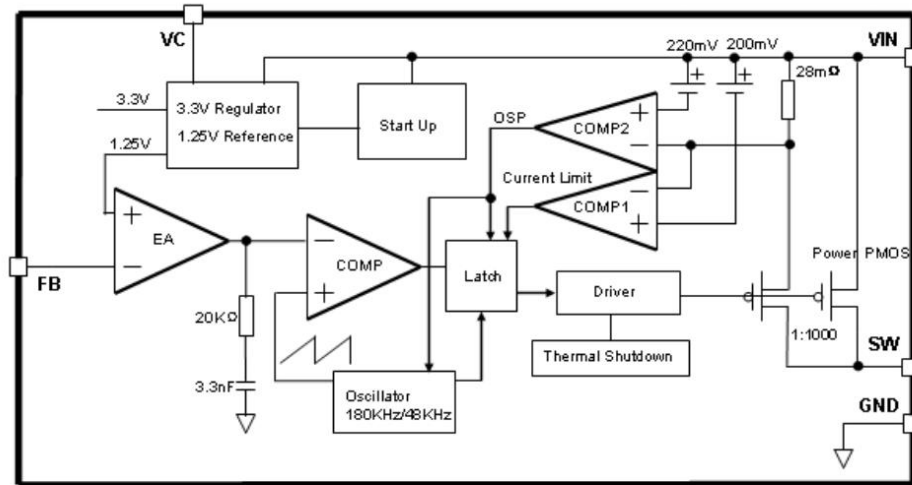 VC
220mV 200mV
VIN
28mΩ
3.3V
3.3V Regulator
1.25V Reference
Start Up
OSP
COMP2
1.25V
Current Limit
COMP1
EA
COMP
Latch
Driver
Power PMOS
FB
20KΩ
1:1000
SW
Thermal Shutdown
3.3nF
Oscillator
180KHz/48KHz
GND